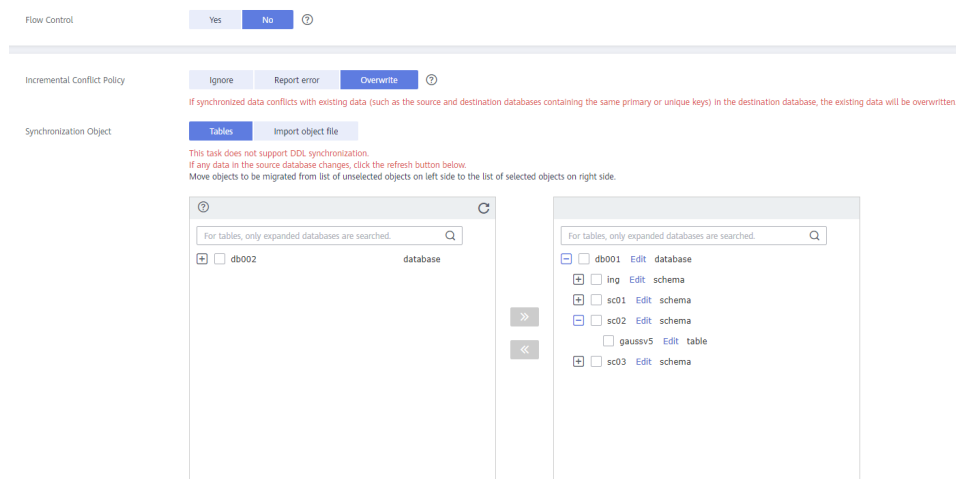 Flow Control Yes No ?
Incremental Conflict Policy Ignore Report error Overwrite ?
If synchronized data conflicts with existing data (such as the source and destination databases containing the same primary or unique keys) in the destination database, the existing data will be overwritten
Synchronization Object Tables Import object file
This task does not support DDL synchronization.
If any data in the source database changes, click the refresh button below.
Move objects to be migrated from list of unselected objects on left side to the list of selected objects on right side.
?
For tables, only expanded databases are searched.
db002 database
For tables, only expanded databases are searched.
db001 Edit database
ing Edit schema
sc01 Edit schema
sc02 Edit schema
gaussv5 Edit table
sc03 Edit schema